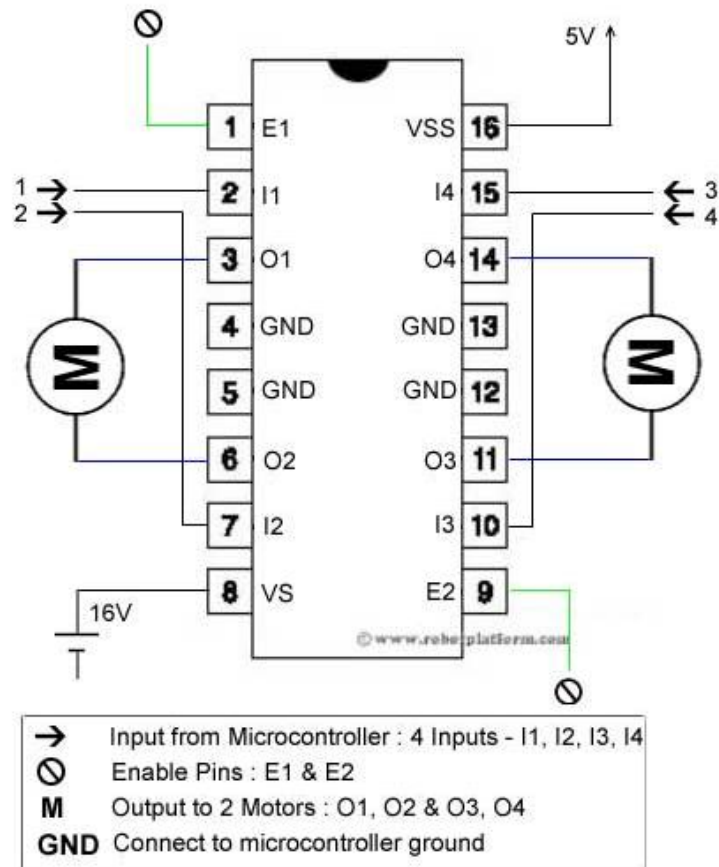 5V
1 E1
VSS 16
1
2 I1
I4 15
3
2
4
3 O1
O4 14
4 GND
GND 13
M
M
5 GND
GND 12
6 O2
O3 11
7 I2
I3 10
8 VS
E2 9
16V
© www.roboplatform.com
Input from Microcontroller : 4 Inputs - I1, I2, I3, I4
Enable Pins : E1 & E2
M Output to 2 Motors : O1, O2 & O3, O4
GND Connect to microcontroller ground